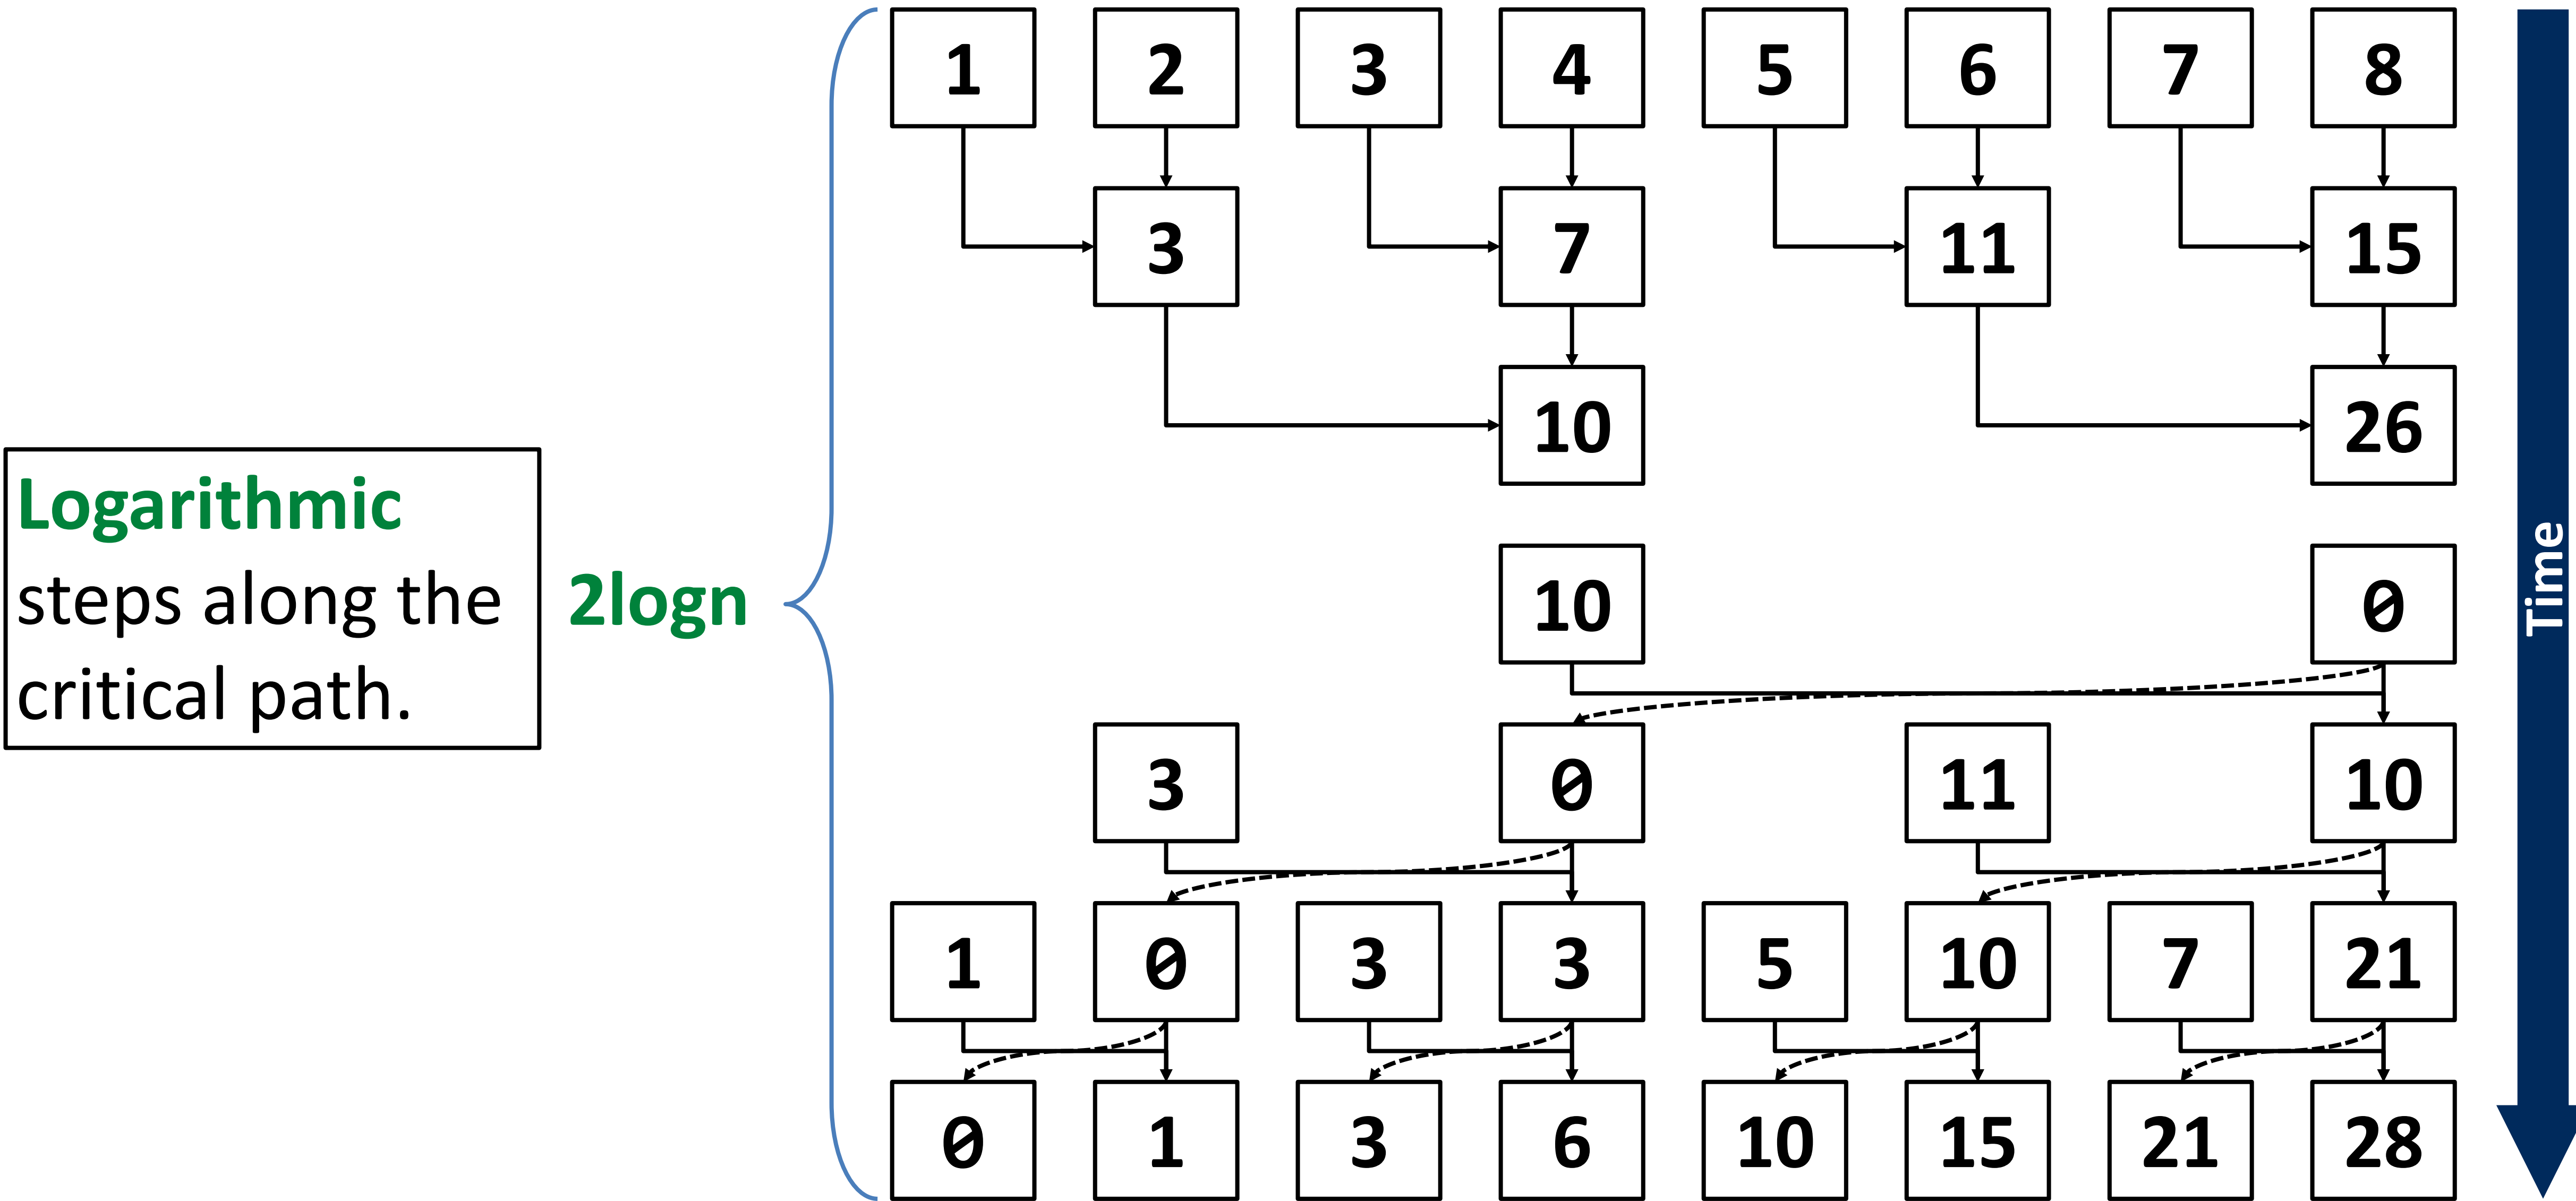 1 2 3 4 5 6 7 8
3 7 11 15
10 26
Logarithmic
steps along the
critical path.
2logn
10 0
3 0 11 10
1 0 3 3 5 10 7 21
0 1 3 6 10 15 21 28
Time